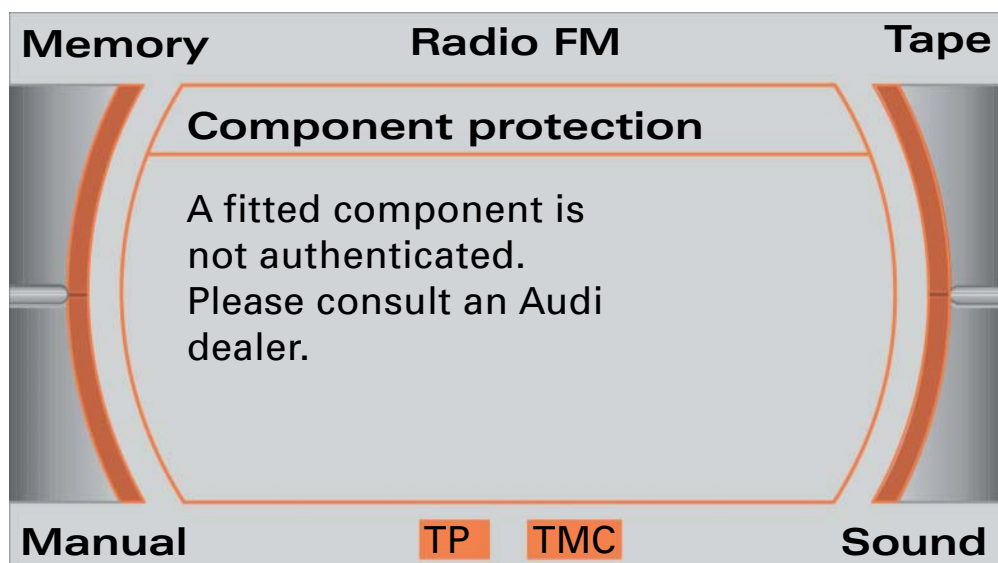 Memory Radio FM Tape
Component protection
A fitted component is
not authenticated.
Please consult an Audi
dealer.
Manual TP TMC Sound